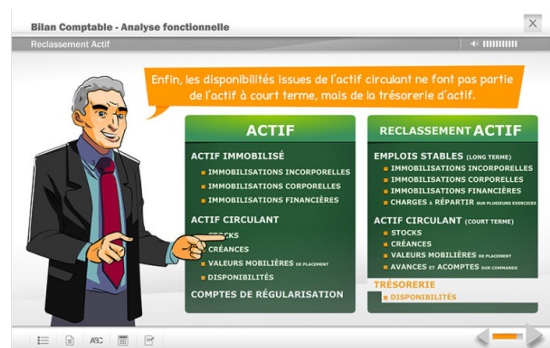 Bilan Comptable - Analyse fonctionnelle
Reclassement Actif
Enfin, les disponibilités issues de l'actif circulant ne font pas partie
de l'actif à court terme, mais de la trésorerie d'actif.
ACTIF
ACTIF IMMOBILISÉ
IMMOBILISATIONS INCORPORELLES
IMMOBILISATIONS CORPORELLES
IMMOBILISATIONS FINANCIÈRES
ACTIF CIRCULANT
STOCKS
CRÉANCES
VALEURS MOBILIÈRES DE PLACEMENT
DISPONIBILITÉS
COMPTES DE RÉGULARISATION
RECLASSEMENT ACTIF
EMPLOIS STABLES (LONG TERME)
IMMOBILISATIONS INCORPORELLES
IMMOBILISATIONS CORPORELLES
IMMOBILISATIONS FINANCIÈRES
CHARGES À RÉPARTIR SUR PLUSIEURS EXERCICES
ACTIF CIRCULANT (COURT TERME)
STOCKS
CRÉANCES
VALEURS MOBILIÈRES DE PLACEMENT
AVANCES ET ACOMPTES SUR COMMANDE
TRÉSORERIE
DISPONIBILITÉS
ABC